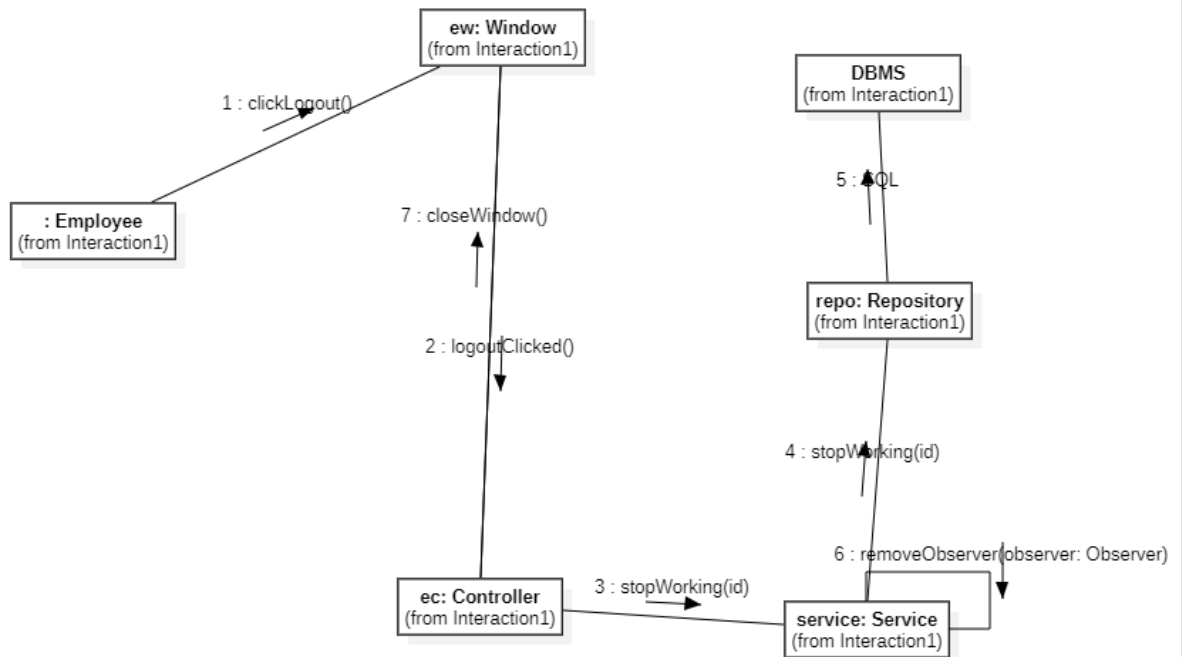 ew: Window
(from Interaction1)
DBMS
(from Interaction1)
1 : clickLogout()
5 : SQL
: Employee
(from Interaction1)
7 : closeWindow()
repo: Repository
(from Interaction1)
2 : logoutClicked()
4 : stopWorking(id)
6 : removeObserver(observer: Observer)
ec: Controller
(from Interaction1)
3 : stopWorking(id)
service: Service
(from Interaction1)